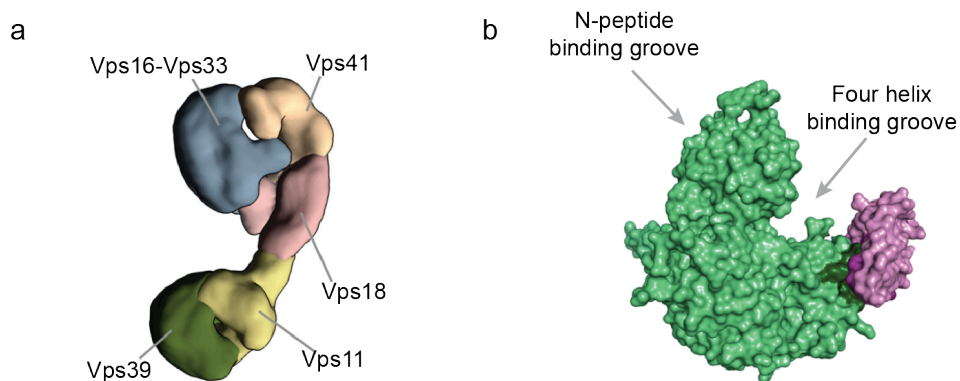 a
Vps16-Vps33
Vps41
Vps18
Vps11
Vps39
b
N-peptide
binding groove
Four helix
binding groove